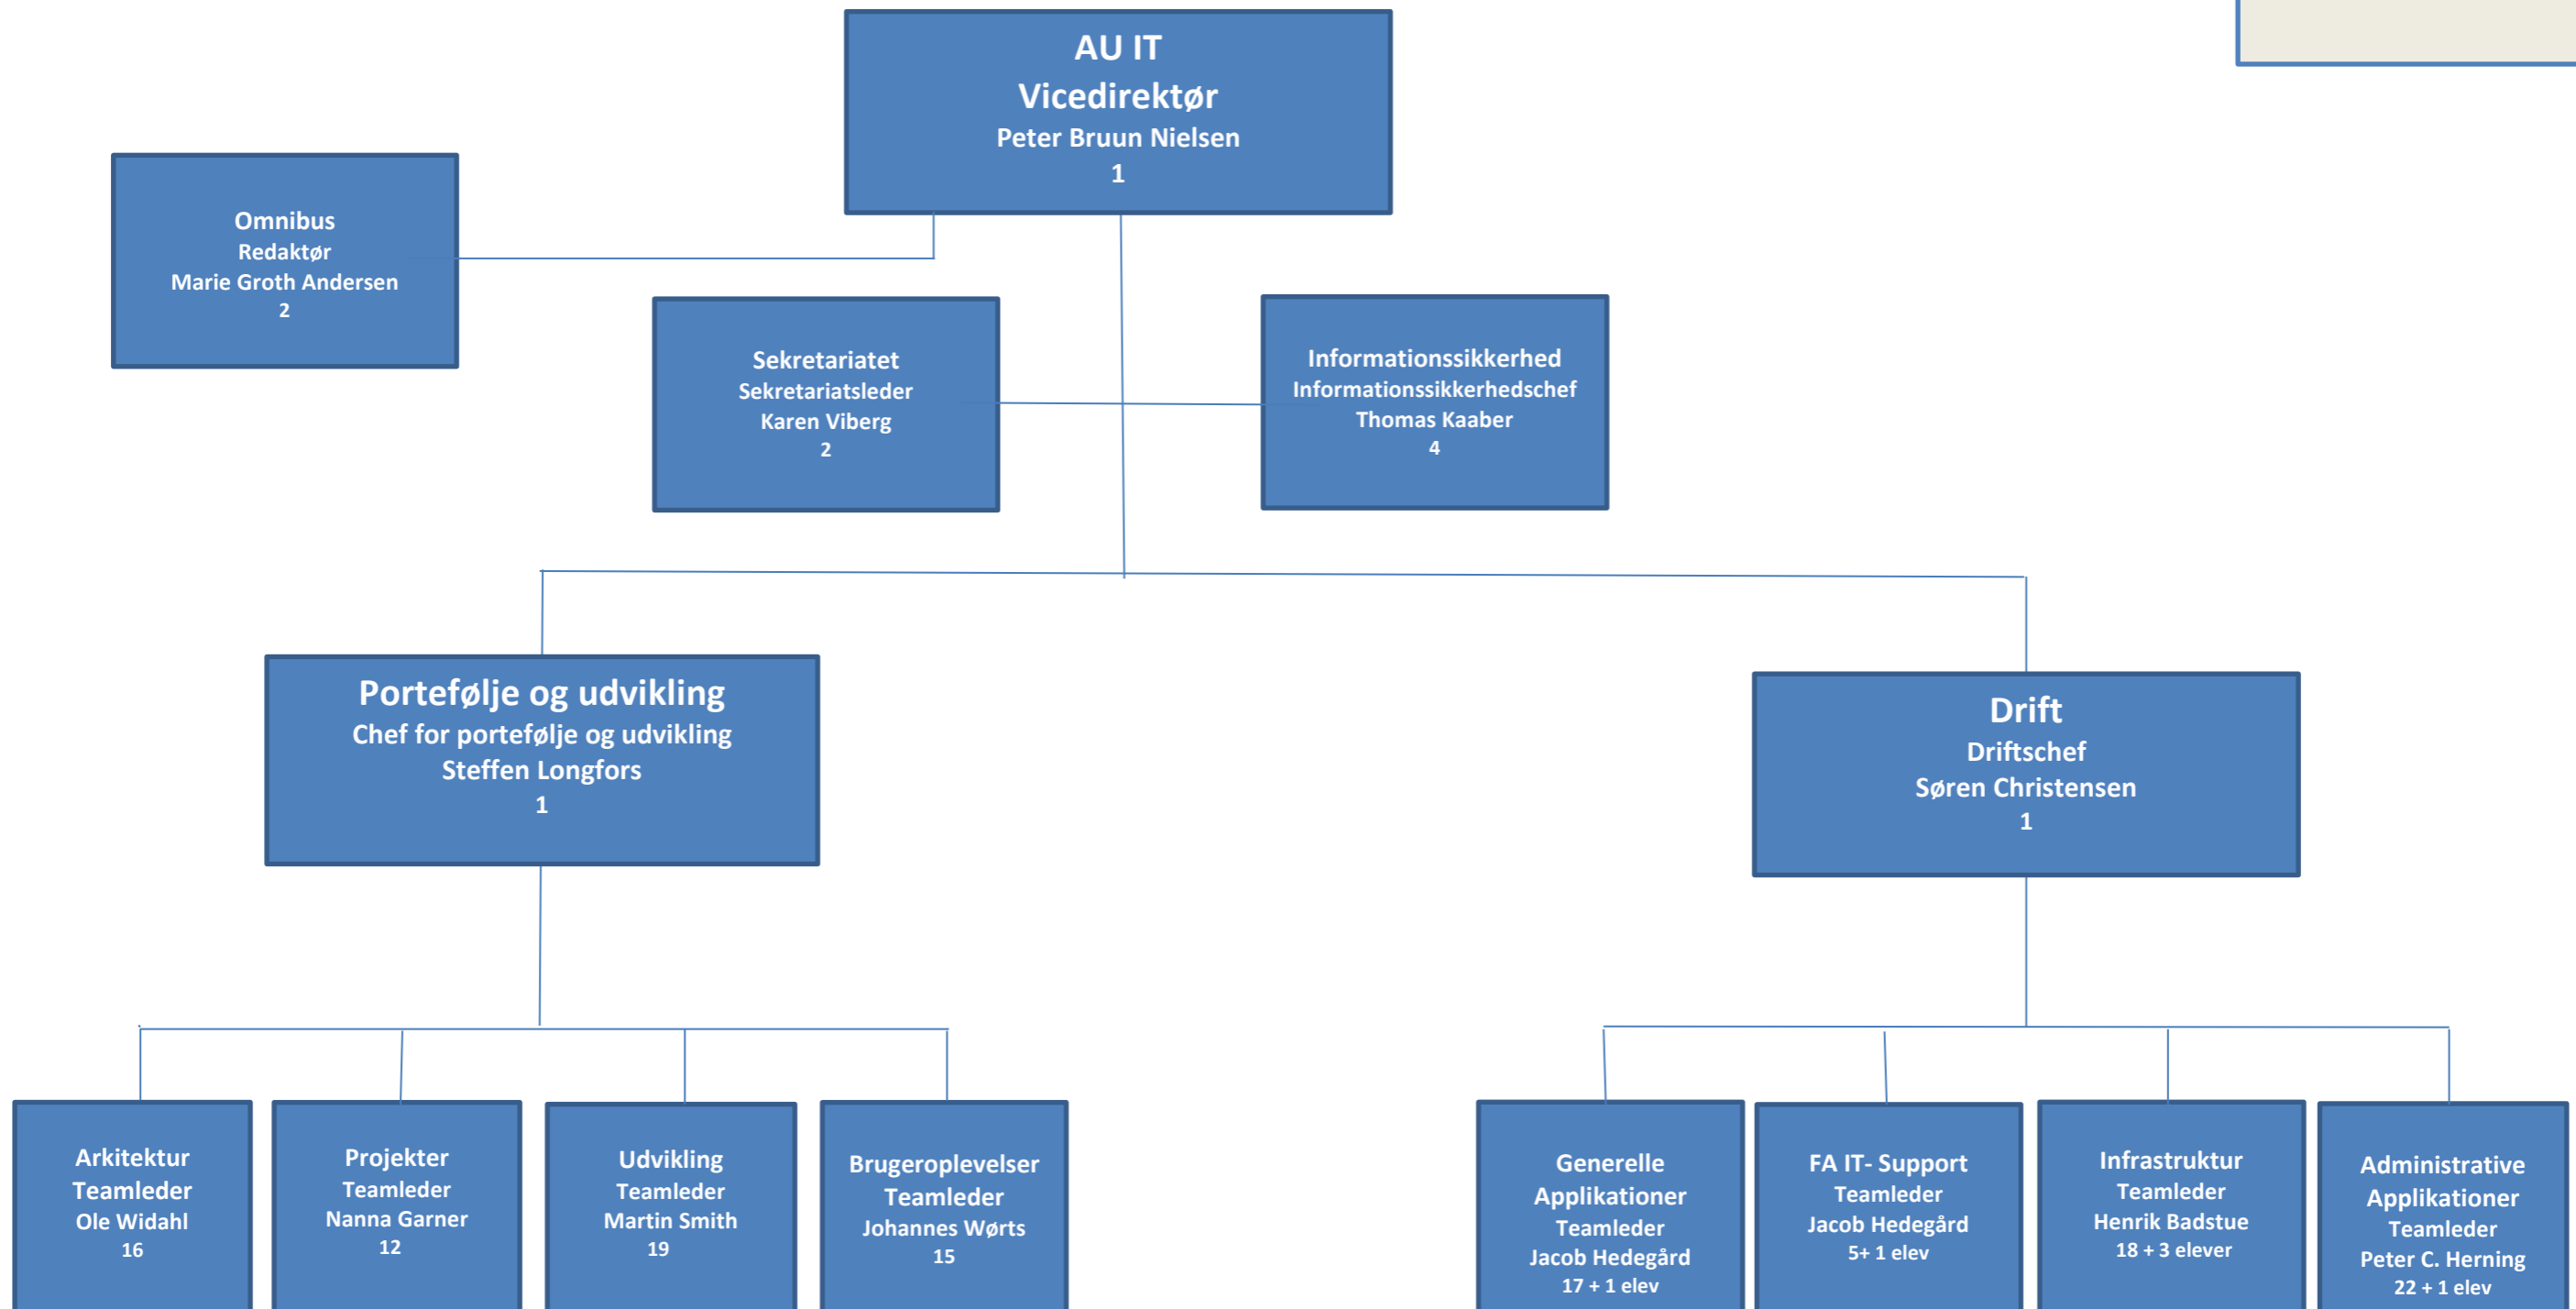 AU IT
Vicedirektør
Peter Bruun Nielsen
1
Omnibus
Redaktør
Marie Groth Andersen
2
Sekretariatet
Sekretariatsleder
Karen Viberg
2
Informationssikkerhed
Informationssikkerhedschef
Thomas Kaaber
4
Portefølje og udvikling
Chef for portefølje og udvikling
Steffen Longfors
1
Drift
Driftschef
Søren Christensen
1
Arkitektur
Teamleder
Ole Widahl
16
Projekter
Teamleder
Nanna Garner
12
Udvikling
Teamleder
Martin Smith
19
Brugeroplevelser
Teamleder
Johannes Wørts
15
Generelle
Applikationer
Teamleder
Jacob Hedegård
17 + 1 elev
FA IT- Support
Teamleder
Jacob Hedegård
5+ 1 elev
Infrastruktur
Teamleder
Henrik Badstue
18 + 3 elever
Administrative
Applikationer
Teamleder
Peter C. Herning
22 + 1 elev